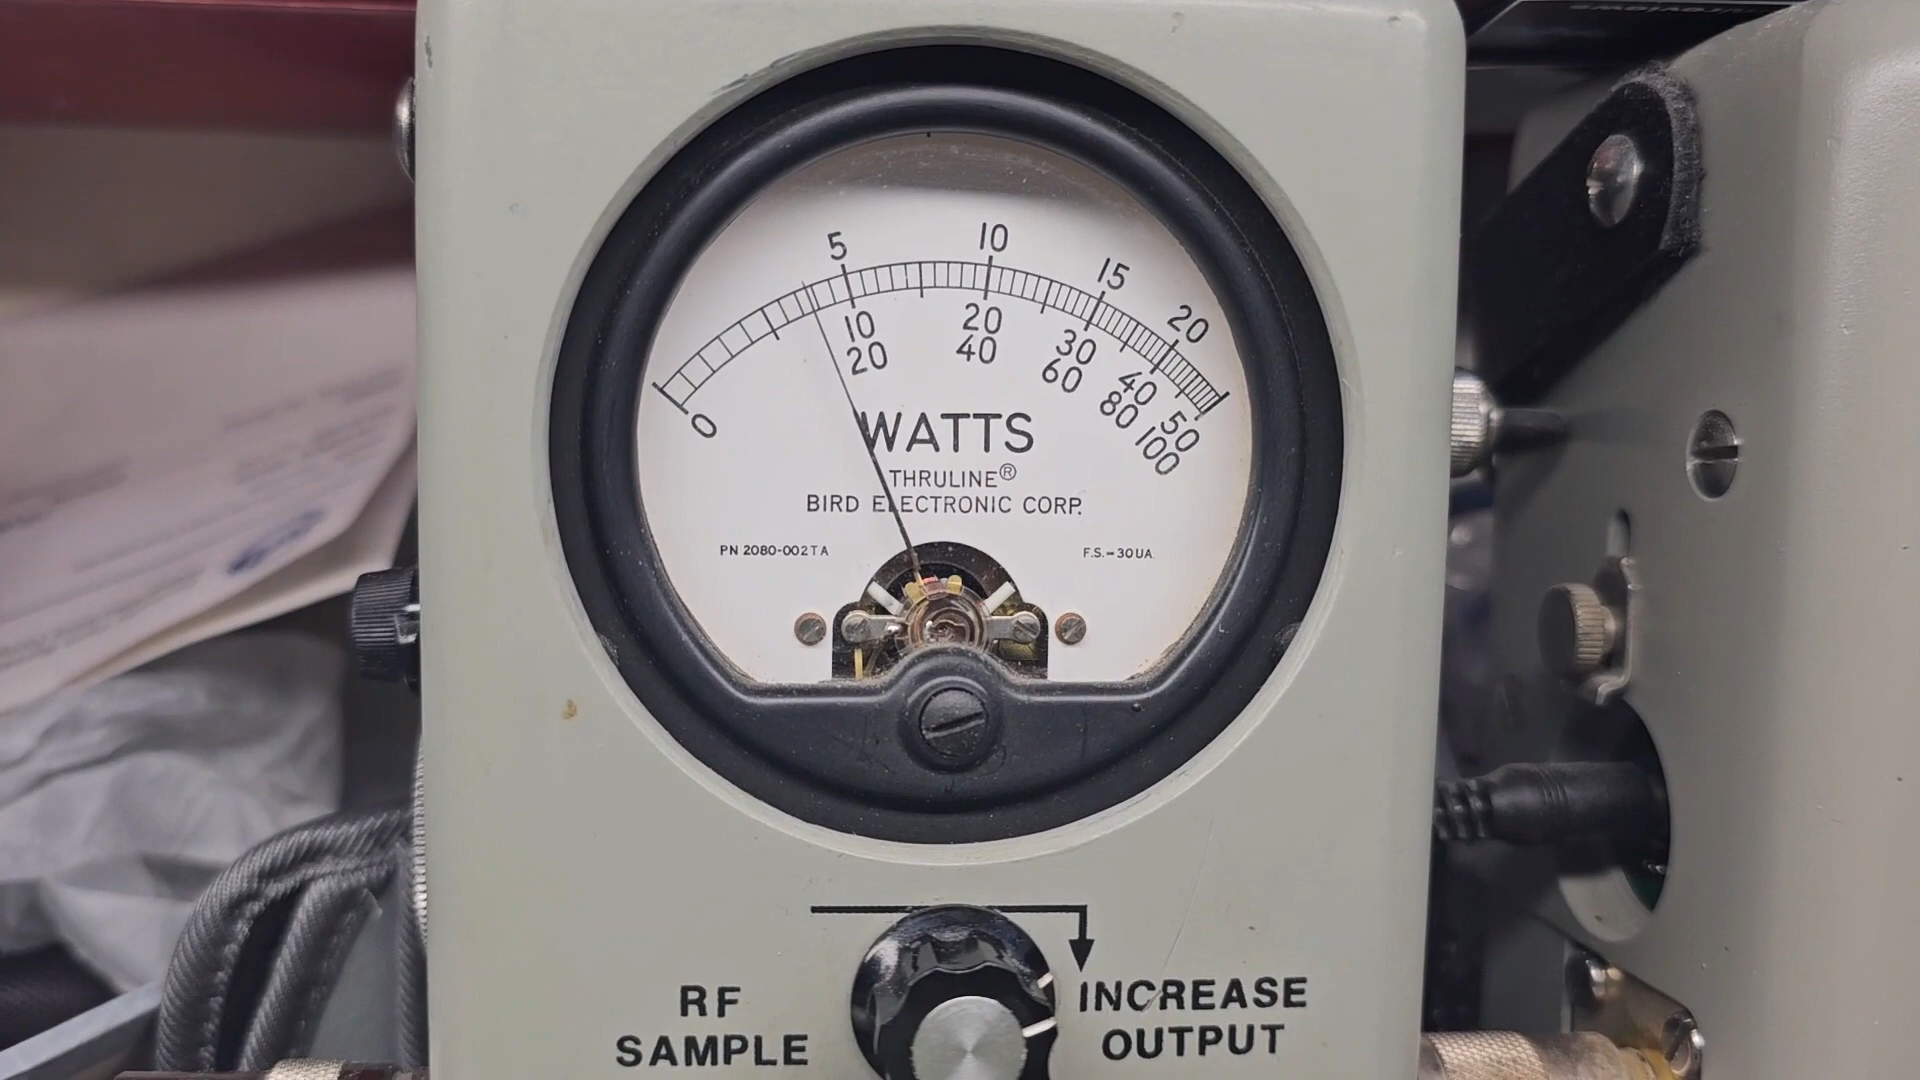 5 10 15 20
0 10 20 30 40 50
20 40 60 80 100
WATTS
THRULINE®
BIRD ELECTRONIC CORP.
PN 2080-002TA F.S.=30UA.
RF SAMPLE
INCREASE OUTPUT